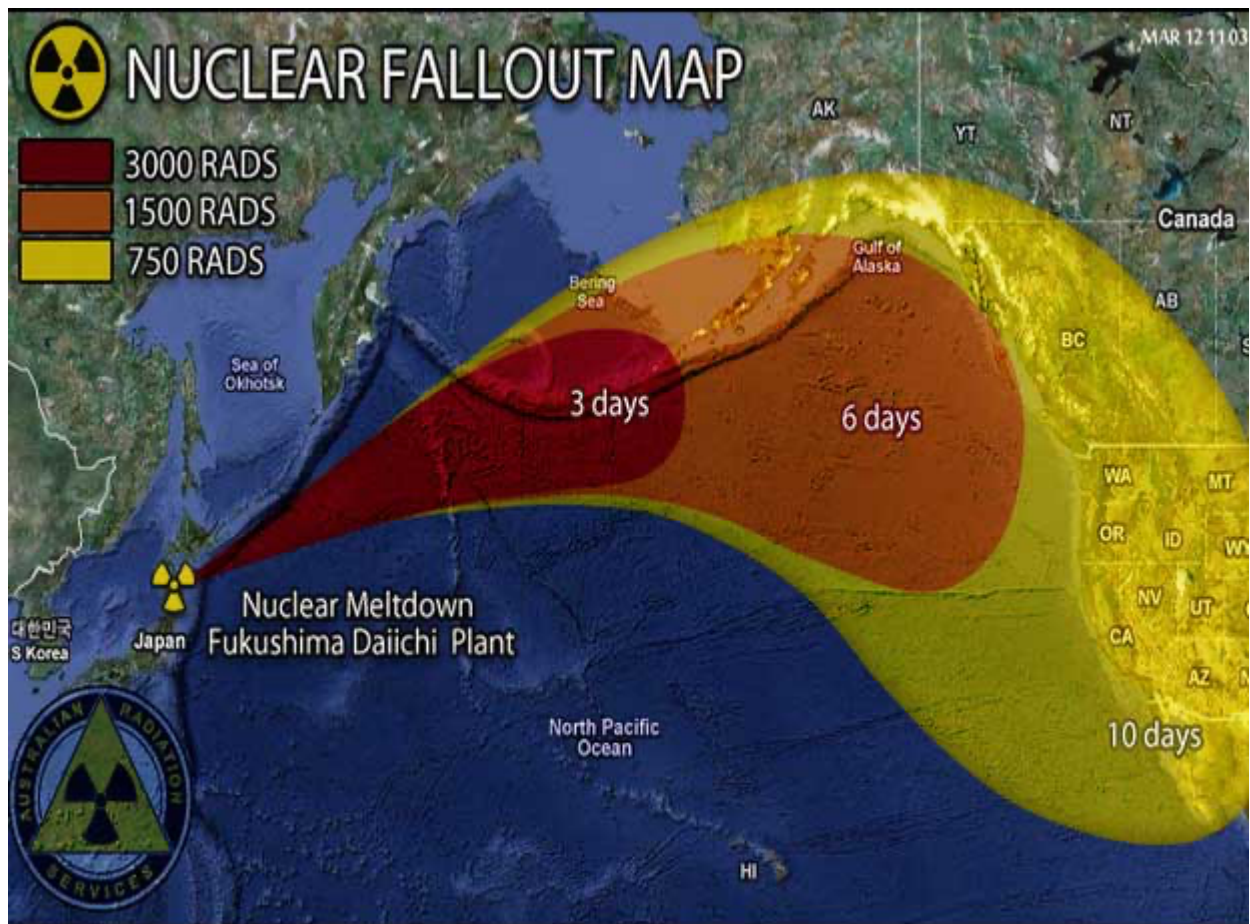 MAR 12 11 03
NUCLEAR FALLOUT MAP
3000 RADS
1500 RADS
750 RADS
AK
YT
NT
Canada
Gulf of
Alaska
Bering
Sea
AB
BC
Sea of
Okhotsk
3 days
6 days
WA
MT
OR
ID
WY
NV
UT
CA
AZ
Nuclear Meltdown
Fukushima Daiichi Plant
대한민국
S Korea
Japan
North Pacific
Ocean
10 days
HI
AUSTRALIAN RADIATION
SERVICES